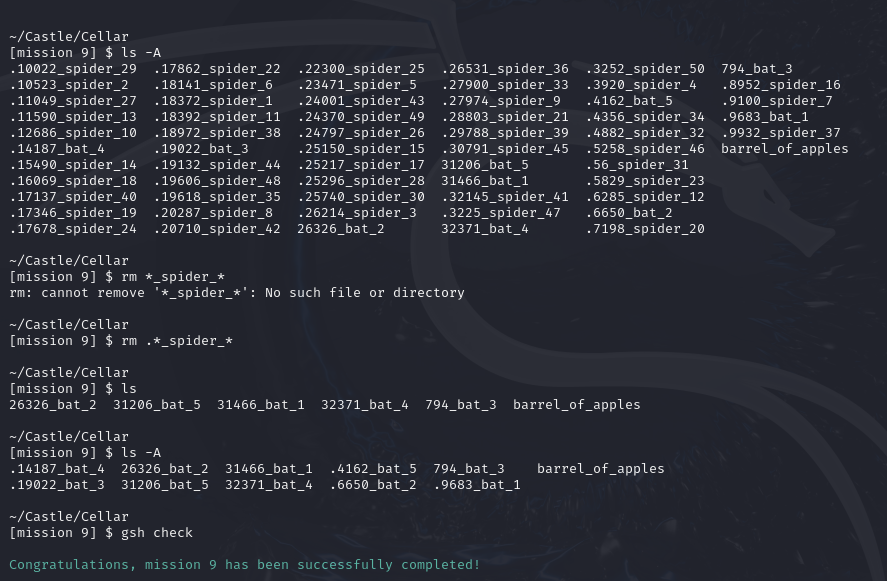 ~/Castle/Cellar
[mission 9] $ ls -A
.10022_spider_29  .17862_spider_22  .22300_spider_25  .26531_spider_36  .3252_spider_50  794_bat_3
.10523_spider_2   .18141_spider_6   .23471_spider_5   .27900_spider_33  .3920_spider_4   .8952_spider_16
.11049_spider_27  .18372_spider_1   .24001_spider_43  .27974_spider_9   .4162_bat_5      .9100_spider_7
.11590_spider_13  .18392_spider_11  .24370_spider_49  .28803_spider_21  .4356_spider_34  .9683_bat_1
.12686_spider_10  .18972_spider_38  .24797_spider_26  .29788_spider_39  .4882_spider_32  .9932_spider_37
.14187_bat_4      .19022_bat_3      .25150_spider_15  .30791_spider_45  .5258_spider_46  barrel_of_apples
.15490_spider_14  .19132_spider_44  .25217_spider_17  31206_bat_5       .56_spider_31
.16069_spider_18  .19606_spider_48  .25296_spider_28  31466_bat_1       .5829_spider_23
.17137_spider_40  .19618_spider_35  .25740_spider_30  .32145_spider_41  .6285_spider_12
.17346_spider_19  .20287_spider_8   .26214_spider_3   .3225_spider_47   .6650_bat_2
.17678_spider_24  .20710_spider_42  26326_bat_2       32371_bat_4       .7198_spider_20
~/Castle/Cellar
[mission 9] $ rm *_spider_*
rm: cannot remove '*_spider_*': No such file or directory
~/Castle/Cellar
[mission 9] $ rm .*_spider_*
~/Castle/Cellar
[mission 9] $ ls
26326_bat_2  31206_bat_5  31466_bat_1  32371_bat_4  794_bat_3  barrel_of_apples
~/Castle/Cellar
[mission 9] $ ls -A
.14187_bat_4  26326_bat_2  31466_bat_1  .4162_bat_5  794_bat_3    barrel_of_apples
.19022_bat_3  31206_bat_5  32371_bat_4  .6650_bat_2  .9683_bat_1
~/Castle/Cellar
[mission 9] $ gsh check
Congratulations, mission 9 has been successfully completed!